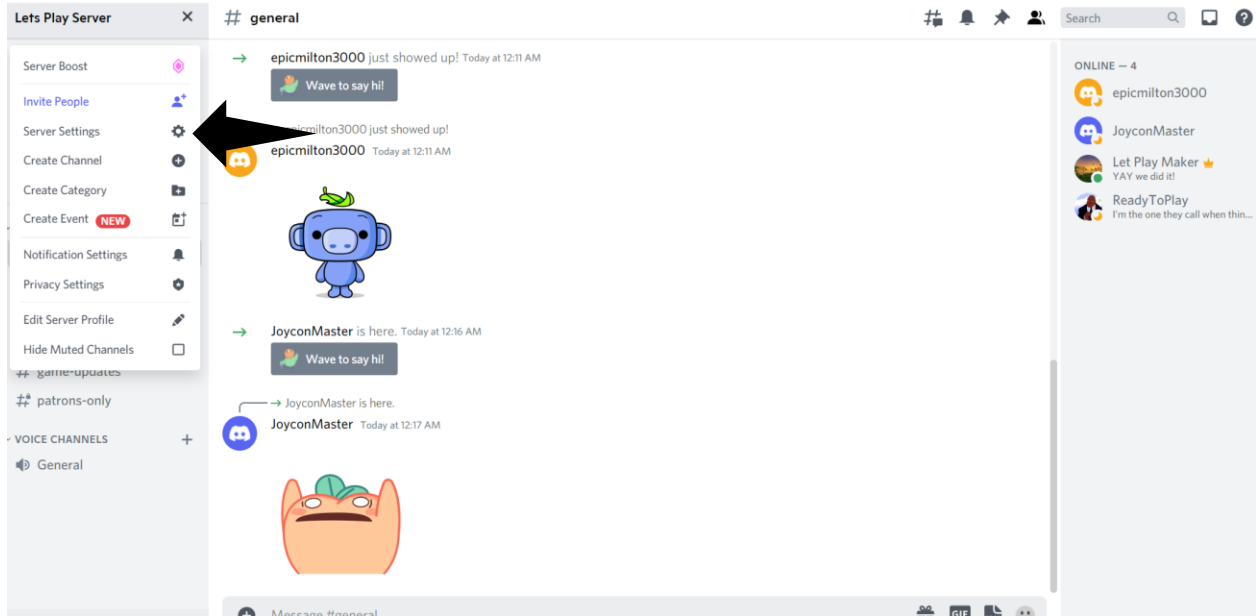 Lets Play Server
Server Boost
Invite People
Server Settings
Create Channel
Create Category
Create Event NEW
Notification Settings
Privacy Settings
Edit Server Profile
Hide Muted Channels
game-updates
patrons-only
VOICE CHANNELS
General
# general
Search
epicmilton3000 just showed up! Today at 12:11 AM
Wave to say hi!
epicmilton3000 just showed up!
epicmilton3000 Today at 12:11 AM
JoyconMaster is here. Today at 12:16 AM
Wave to say hi!
JoyconMaster is here.
JoyconMaster Today at 12:17 AM
Message #general
GIF
ONLINE — 4
epicmilton3000
JoyconMaster
Let Play Maker
YAY we did it!
ReadyToPlay
I'm the one they call when thin...